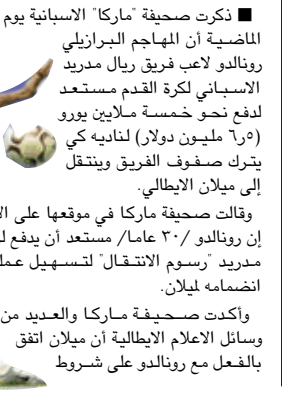 ■ ذكرت صحيفة "ماركا" الاسبانية يوم
الماضية أن المهاجم البرازيلي
رونالدو لاعب فريق ريال مدريد
الاسباني لكرة القدم مستعد
لدفع نحو خمسة ملايين يورو
(٦٫٥ مليون دولار) لناديه كي
يترك صفوف الفريق وينتقل
إلى ميلان الايطالي.
وقالت صحيفة ماركا في موقعها على
إن رونالدو /٣٠ عاما/ مستعد أن يدفع
مدريد "رسوم الانتقال" لتسهيل
انضمامه لميلان.
وأكدت صحيفة ماركا والعديد من
وسائل الاعلام الايطالية أن ميلان اتفق
بالفعل مع رونالدو على شروط